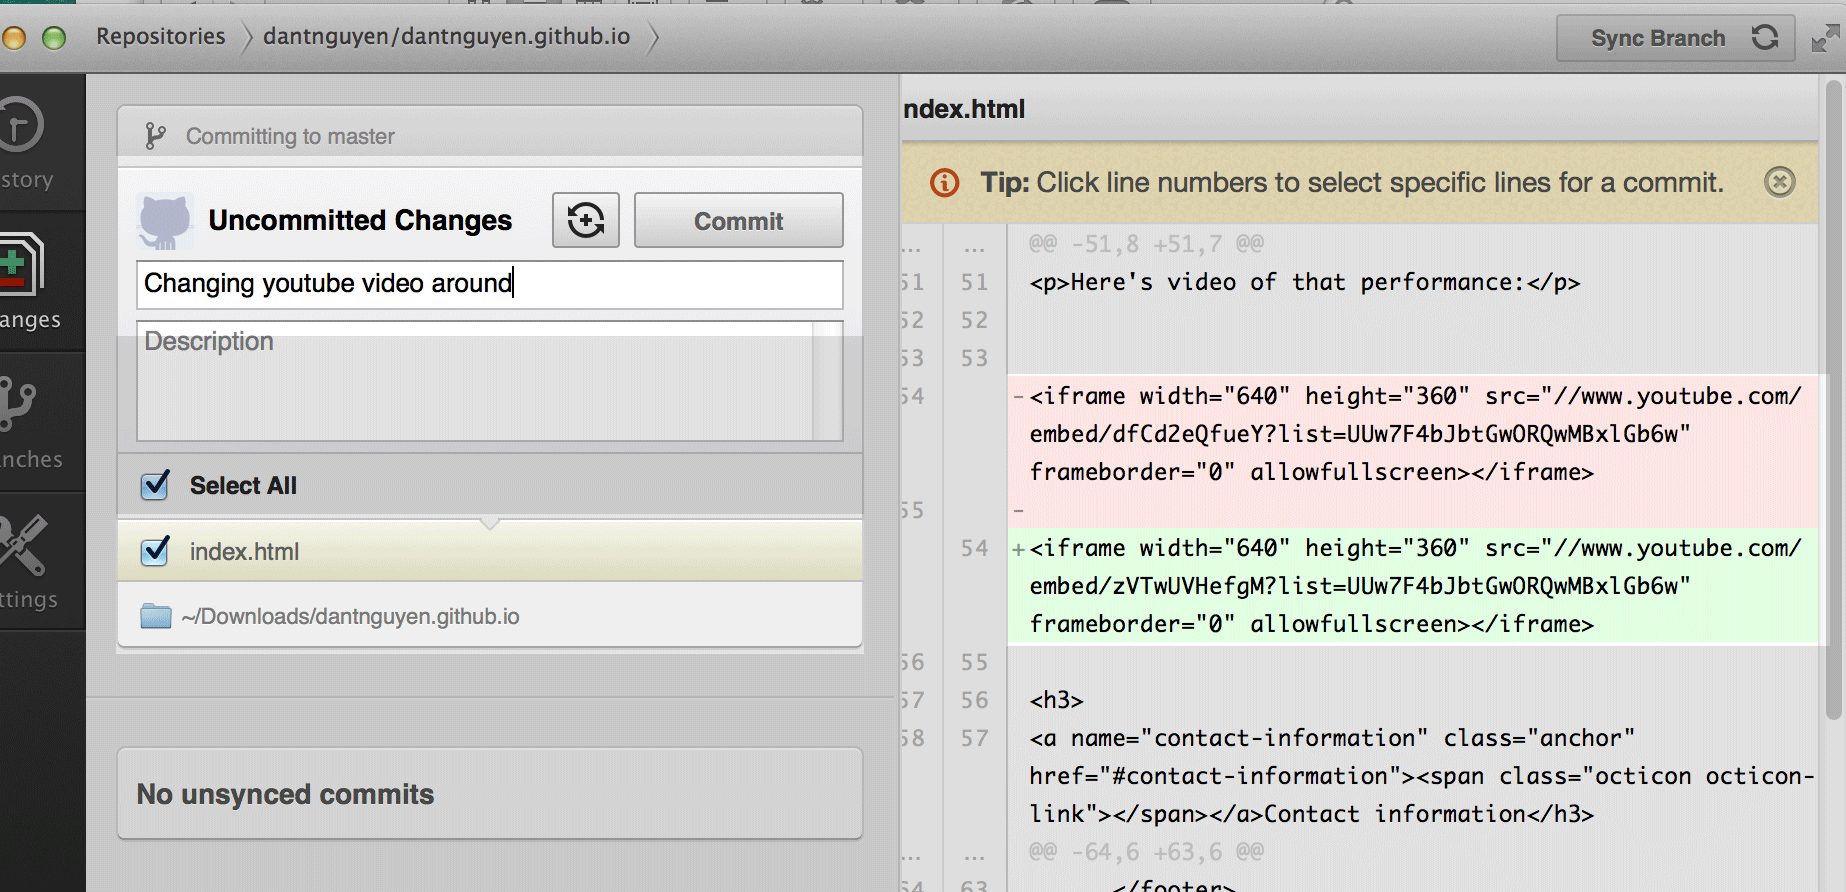 Repositories
dantnguyen/dantnguyen.github.io
Sync Branch
story
anges
nches
ttings
Committing to master
Uncommitted Changes
Commit
Changing youtube video around
Description
Select All
index.html
~/Downloads/dantnguyen.github.io
No unsynced commits
ndex.html
Tip: Click line numbers to select specific lines for a commit.
... ... @@ -51,8 +51,7 @@
51 51 <p>Here's video of that performance:</p>
52 52
53 53
54 -<iframe width="640" height="360" src="//www.youtube.com/
embed/dfCd2eQfueY?list=UUw7F4bJbtGwORQwMBxlGb6w"
frameborder="0" allowfullscreen></iframe>
55 -
54 +<iframe width="640" height="360" src="//www.youtube.com/
embed/zVTwUVHefgM?list=UUw7F4bJbtGwORQwMBxlGb6w"
frameborder="0" allowfullscreen></iframe>
56 55
57 56 <h3>
58 57 <a name="contact-information" class="anchor"
href="#contact-information"><span class="octicon octicon-
link"></span></a>Contact information</h3>
... ... @@ -64,6 +63,6 @@
64 63 </footer>